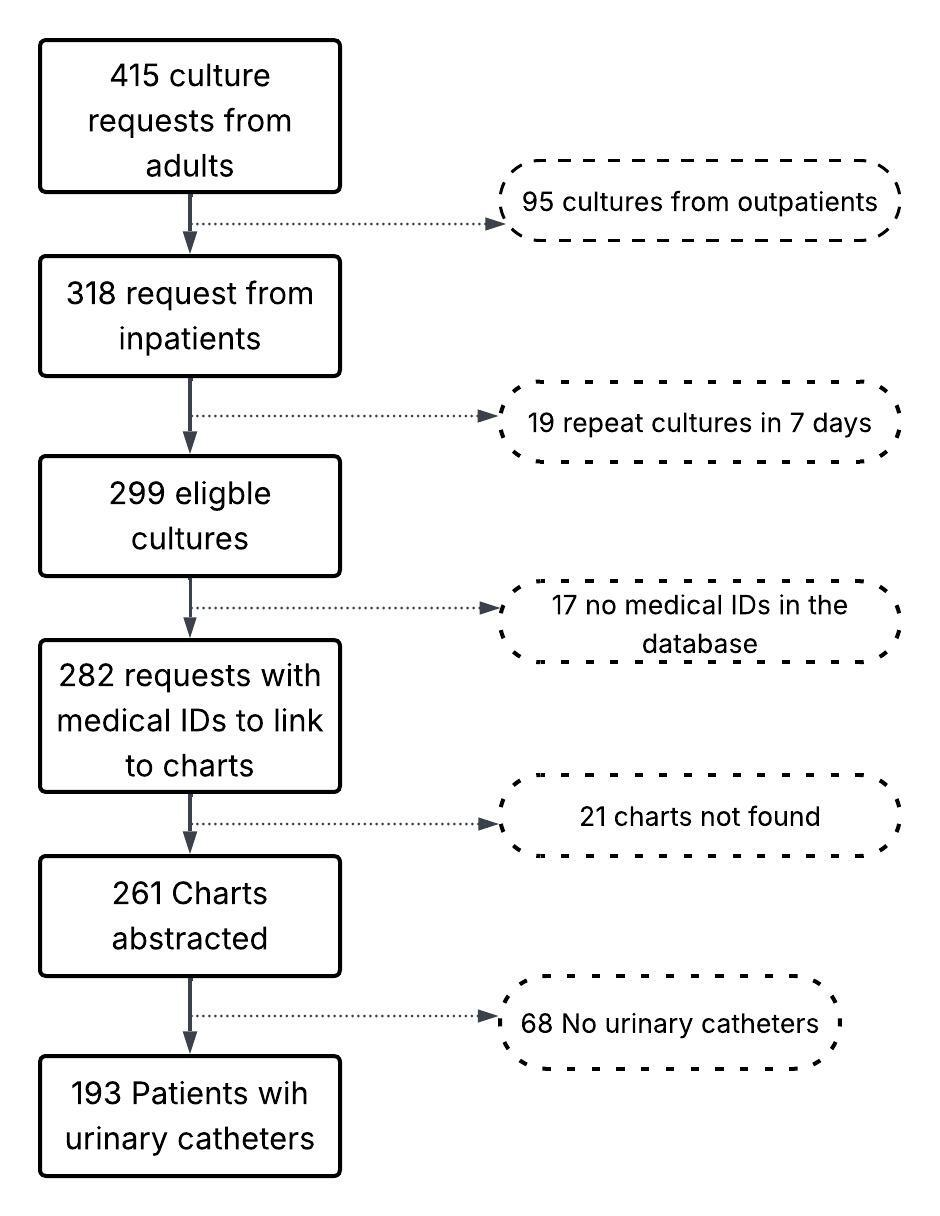 415 culture
requests from
adults
95 cultures from outpatients
318 request from
inpatients
19 repeat cultures in 7 days
299 eligble
cultures
17 no medical IDs in the
database
282 requests with
medical IDs to link
to charts
21 charts not found
261 Charts
abstracted
68 No urinary catheters
193 Patients wih
urinary catheters